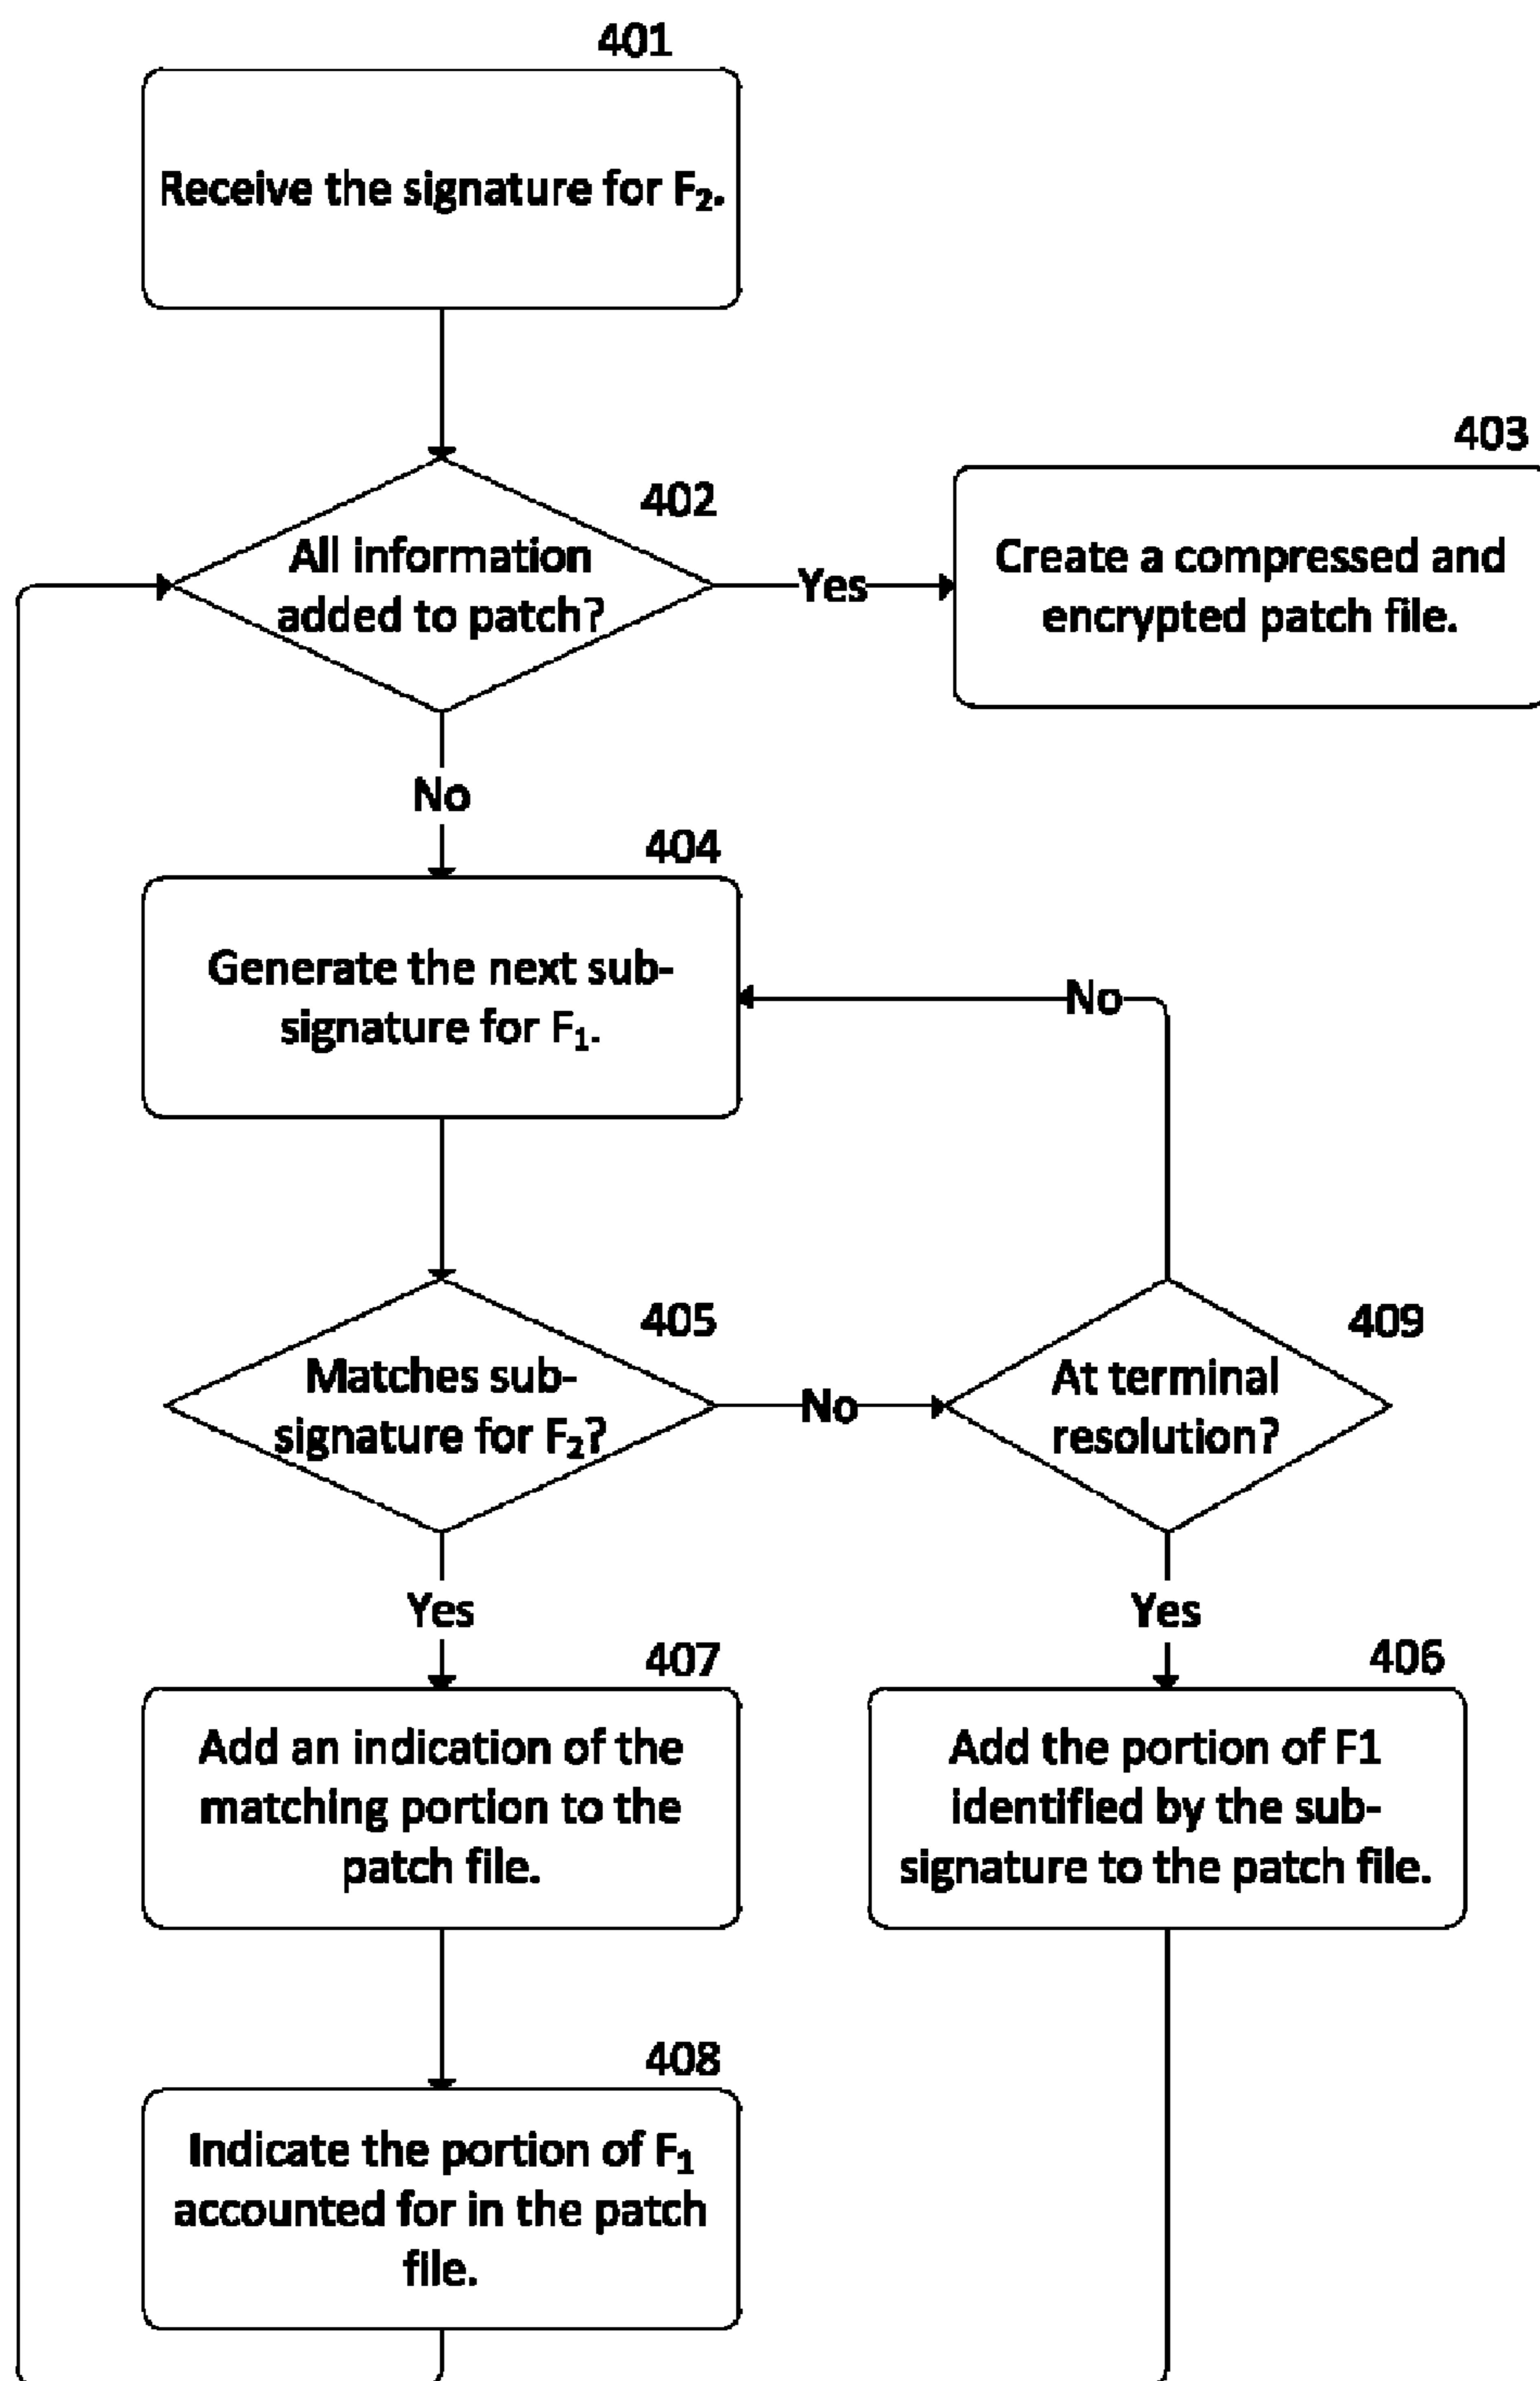 401
Receive the signature for F₂.
402
All information
added to patch?
Yes
403
Create a compressed and
encrypted patch file.
No
404
Generate the next sub-
signature for F₁.
No
405
Matches sub-
signature for F₂?
No
409
At terminal
resolution?
Yes
407
Add an indication of the
matching portion to the
patch file.
Yes
406
Add the portion of F1
identified by the sub-
signature to the patch file.
408
Indicate the portion of F₁
accounted for in the patch
file.